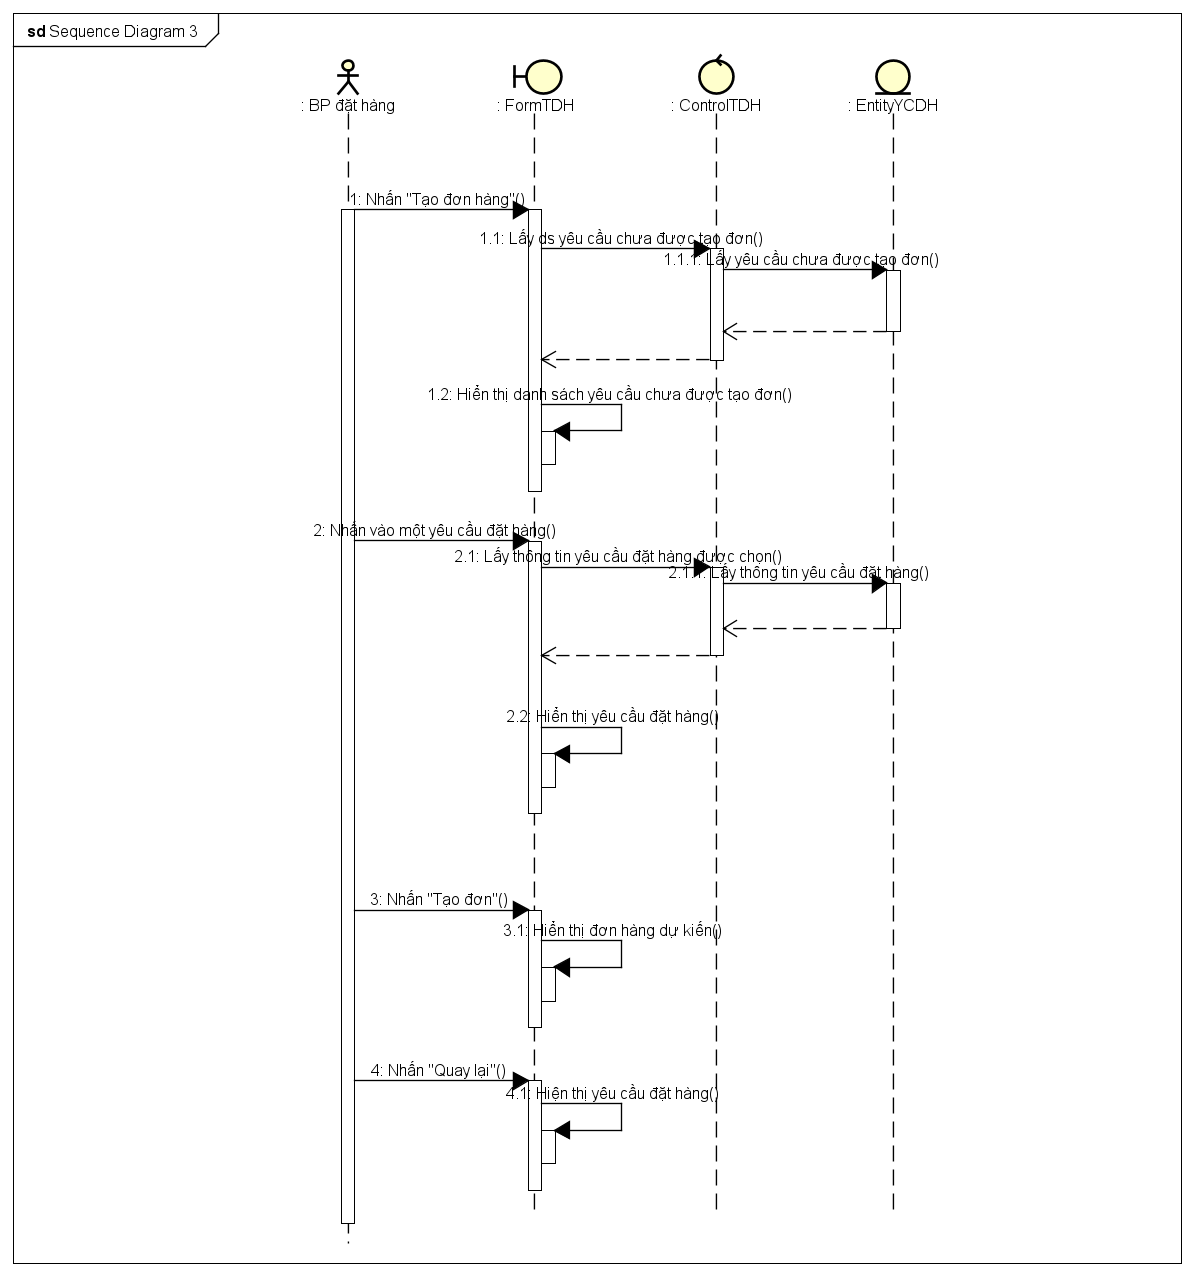 sd Sequence Diagram 3
: BP đặt hàng
: FormTDH
: ControlTDH
: EntityYCDH
1: Nhấn "Tạo đơn hàng"()
1.1: Lấy ds yêu cầu chưa được tạo đơn()
1.1.1: Lấy yêu cầu chưa được tạo đơn()
1.2: Hiển thị danh sách yêu cầu chưa được tạo đơn()
2: Nhấn vào một yêu cầu đặt hàng()
2.1: Lấy thông tin yêu cầu đặt hàng được chọn()
2.1.1: Lấy thông tin yêu cầu đặt hàng()
2.2: Hiển thị yêu cầu đặt hàng()
3: Nhấn "Tạo đơn"()
3.1: Hiển thị đơn hàng dự kiến()
4: Nhấn "Quay lại"()
4.1: Hiện thị yêu cầu đặt hàng()